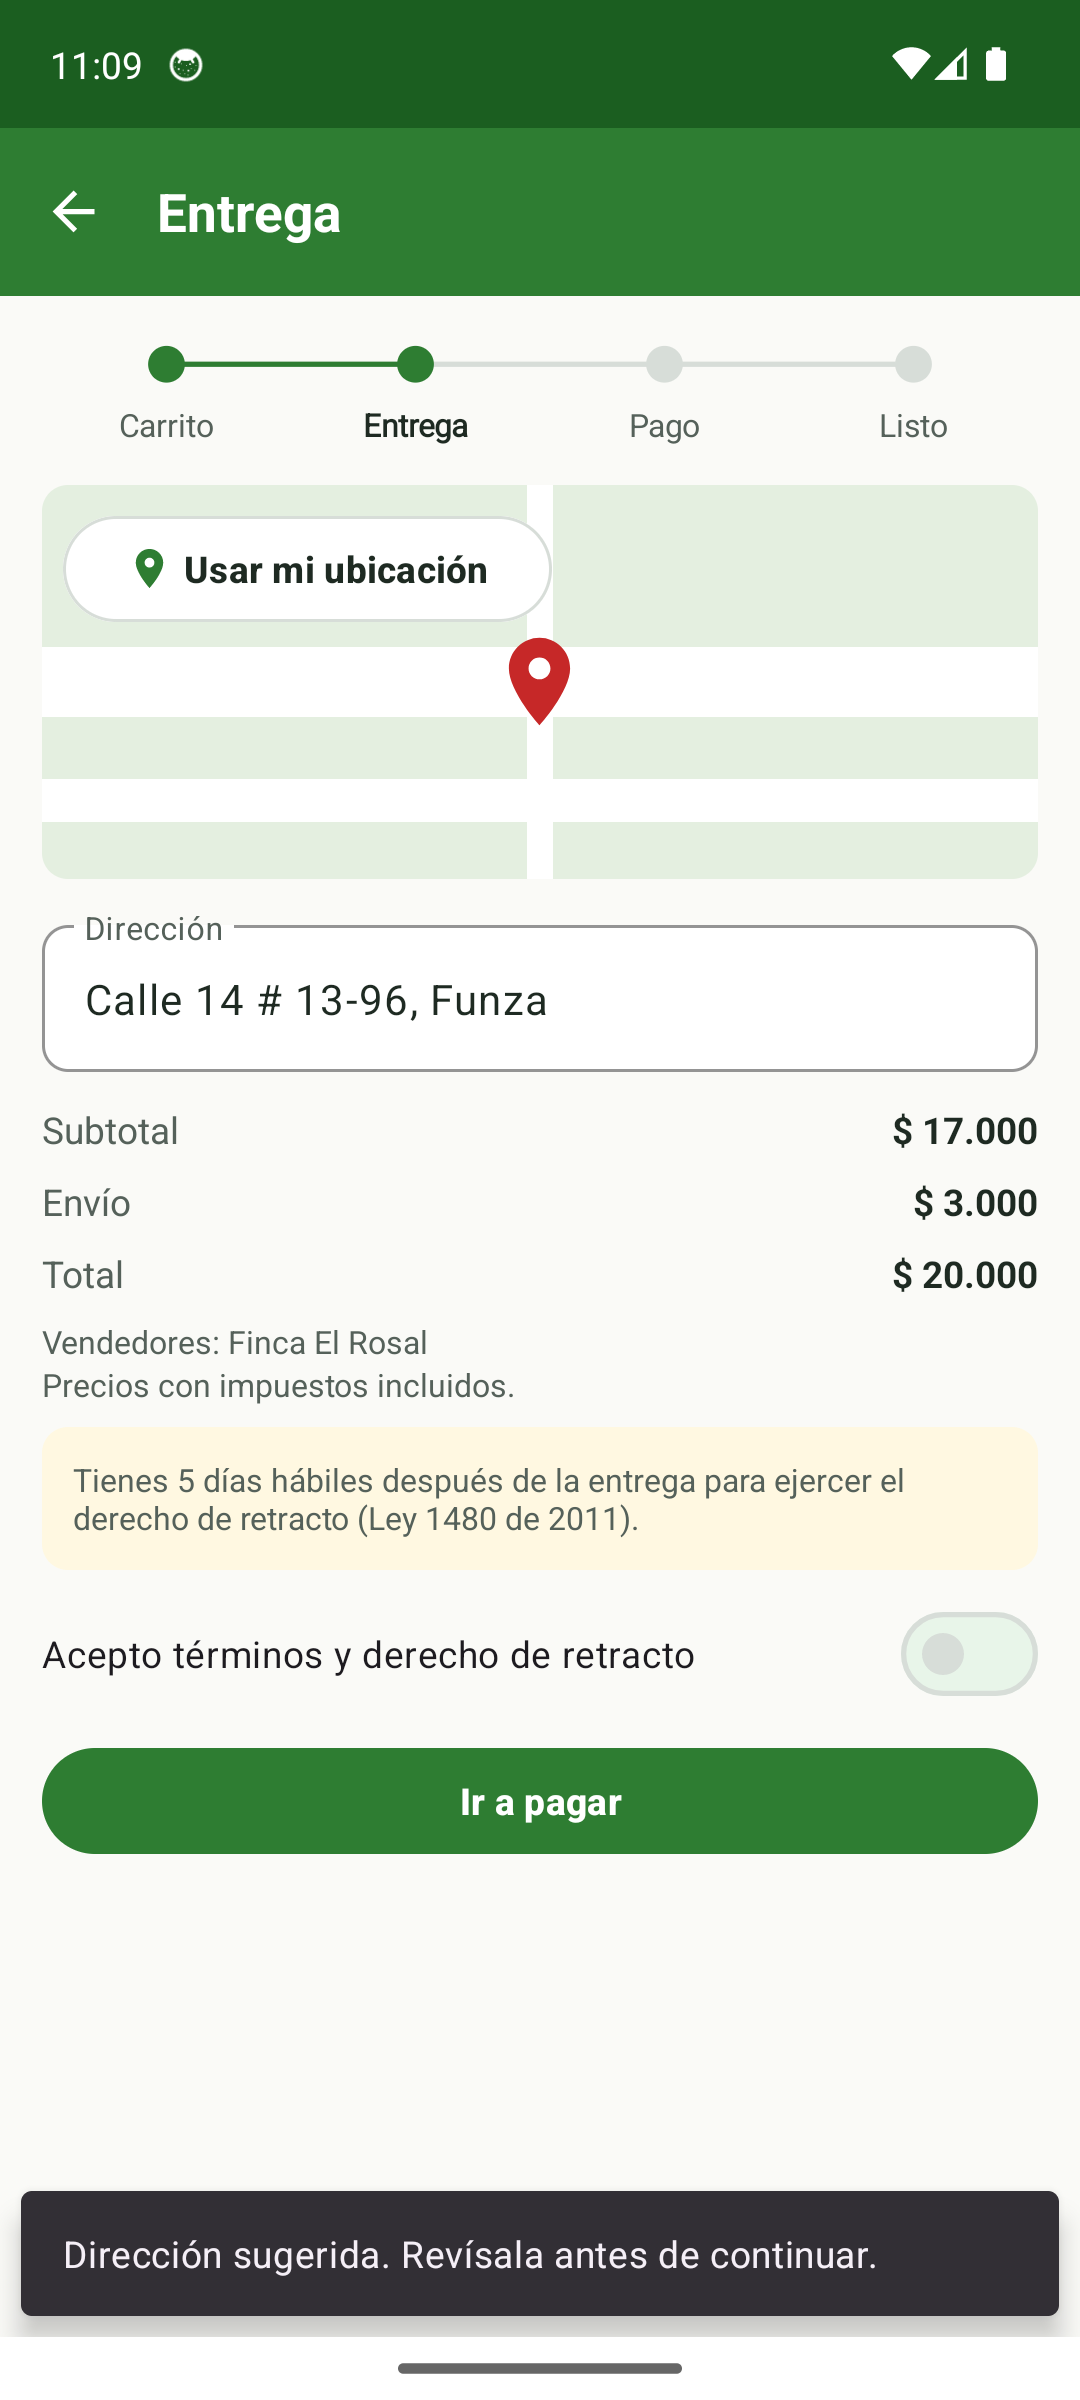 11:09
Entrega
Carrito
Entrega
Pago
Listo
Usar mi ubicación
Dirección
Calle 14 # 13-96, Funza
Subtotal
$ 17.000
Envío
$ 3.000
Total
$ 20.000
Vendedores: Finca El Rosal
Precios con impuestos incluidos.
Tienes 5 días hábiles después de la entrega para ejercer el
derecho de retracto (Ley 1480 de 2011).
Acepto términos y derecho de retracto
Ir a pagar
Dirección sugerida. Revísala antes de continuar.